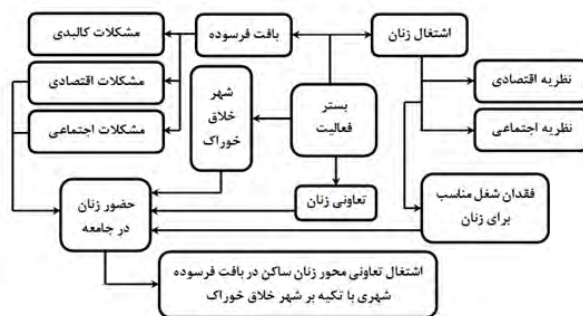 اشتغال زنان
بافت فرسوده
مشکلات کالبدی
نظریه اقتصادی
مشکلات اقتصادی
شهر
خلاق
خوراک
بستر
فعالیت
نظریه اجتماعی
مشکلات اجتماعی
فقدان شغل مناسب
برای زنان
تعاونی زنان
حضور زنان
در جامعه
اشتغال تعاونی محور زنان ساکن در بافت فرسوده
شهری با تکیه بر شهر خلاق خوراک